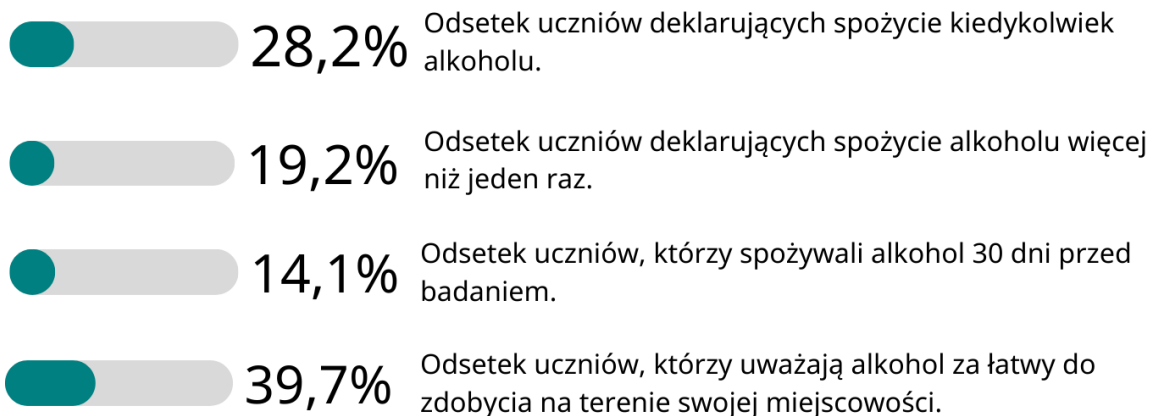 28,2%
Odsetek uczniów deklarujących spożycie kiedykolwiek
alkoholu.
19,2%
Odsetek uczniów deklarujących spożycie alkoholu więcej
niż jeden raz.
14,1%
Odsetek uczniów, którzy spożywali alkohol 30 dni przed
badaniem.
39,7%
Odsetek uczniów, którzy uważają alkohol za łatwy do
zdobycia na terenie swojej miejscowości.